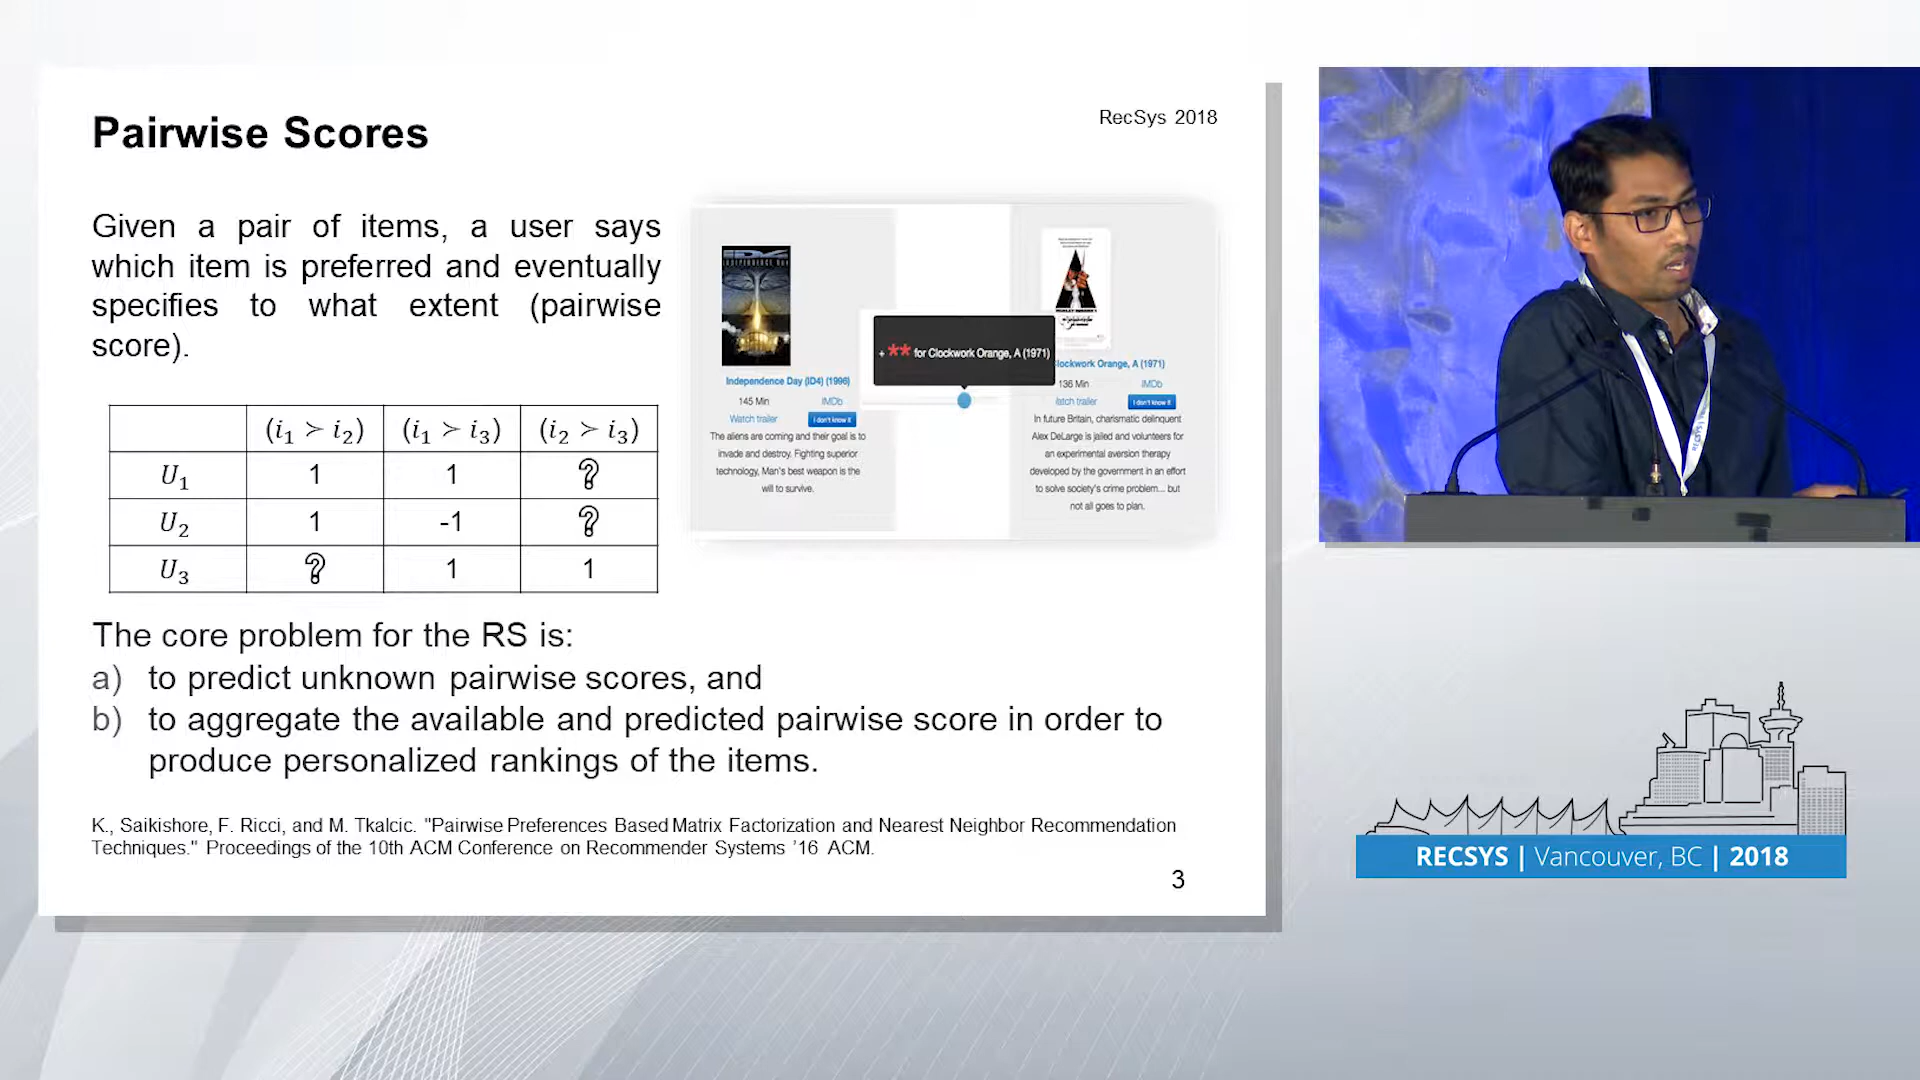 Pairwise Scores
RecSys 2018
Given a pair of items, a user says
which item is preferred and eventually
specifies to what extent (pairwise
score).
(i₁ ≻ i₂) (i₁ ≻ i₃) (i₂ ≻ i₃)
U₁ 1 1 ?
U₂ 1 -1 ?
U₃ ? 1 1
ID4
INDEPENDENCE DAY
Independence Day (ID4) (1996)
145 Min IMDb
Watch trailer I don't know it
The aliens are coming and their goal is to
invade and destroy. Fighting superior
technology, Man's best weapon is the
will to survive.
+ ** for Clockwork Orange, A (1971)
lockwork Orange, A (1971)
136 Min IMDb
atch trailer I don't know it
In future Britain, charismatic delinquent
Alex DeLarge is jailed and volunteers for
an experimental aversion therapy
developed by the government in an effort
to solve society's crime problem... but
not all goes to plan.
The core problem for the RS is:
a) to predict unknown pairwise scores, and
b) to aggregate the available and predicted pairwise score in order to
produce personalized rankings of the items.
K., Saikishore, F. Ricci, and M. Tkalcic. "Pairwise Preferences Based Matrix Factorization and Nearest Neighbor Recommendation
Techniques." Proceedings of the 10th ACM Conference on Recommender Systems ’16 ACM.
3
RECSYS | Vancouver, BC | 2018